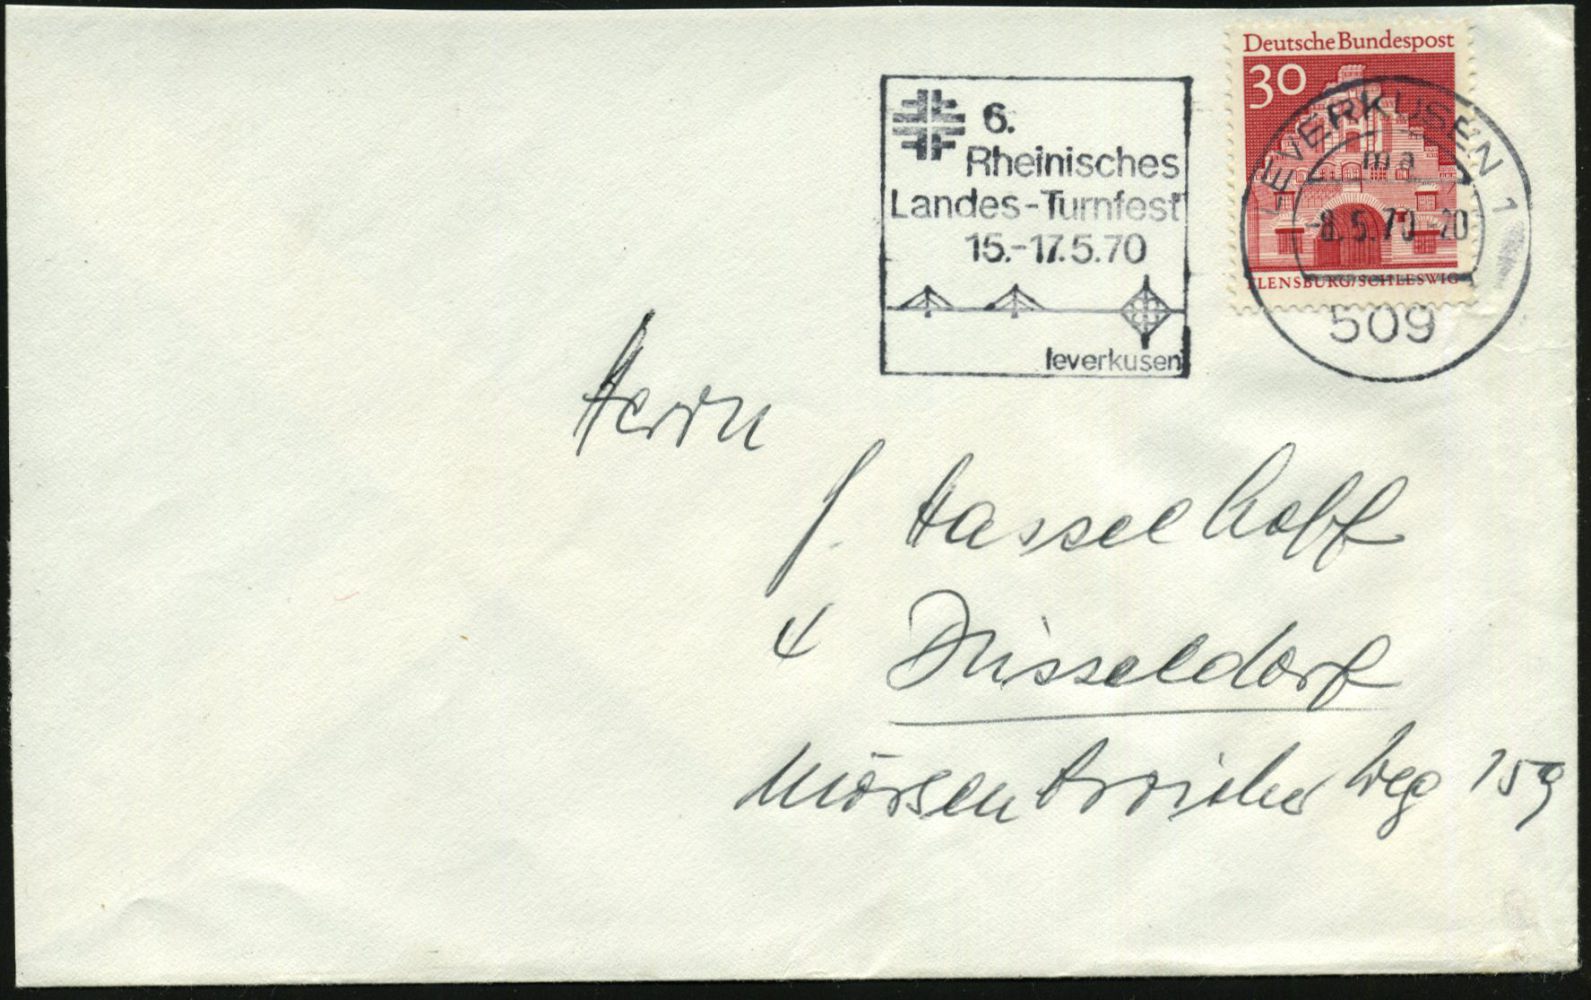 Deutsche Bundespost
30
FLENSBURG/SCHLESWIG
LEVERKUSEN 1
ma
-8.5.70-20
509
6.
Rheinisches
Landes-Turnfest
15.-17.5.70
leverkusen
Herrn
Hasselhoff
4 Düsseldorf
Mörsenbroicher Weg 159